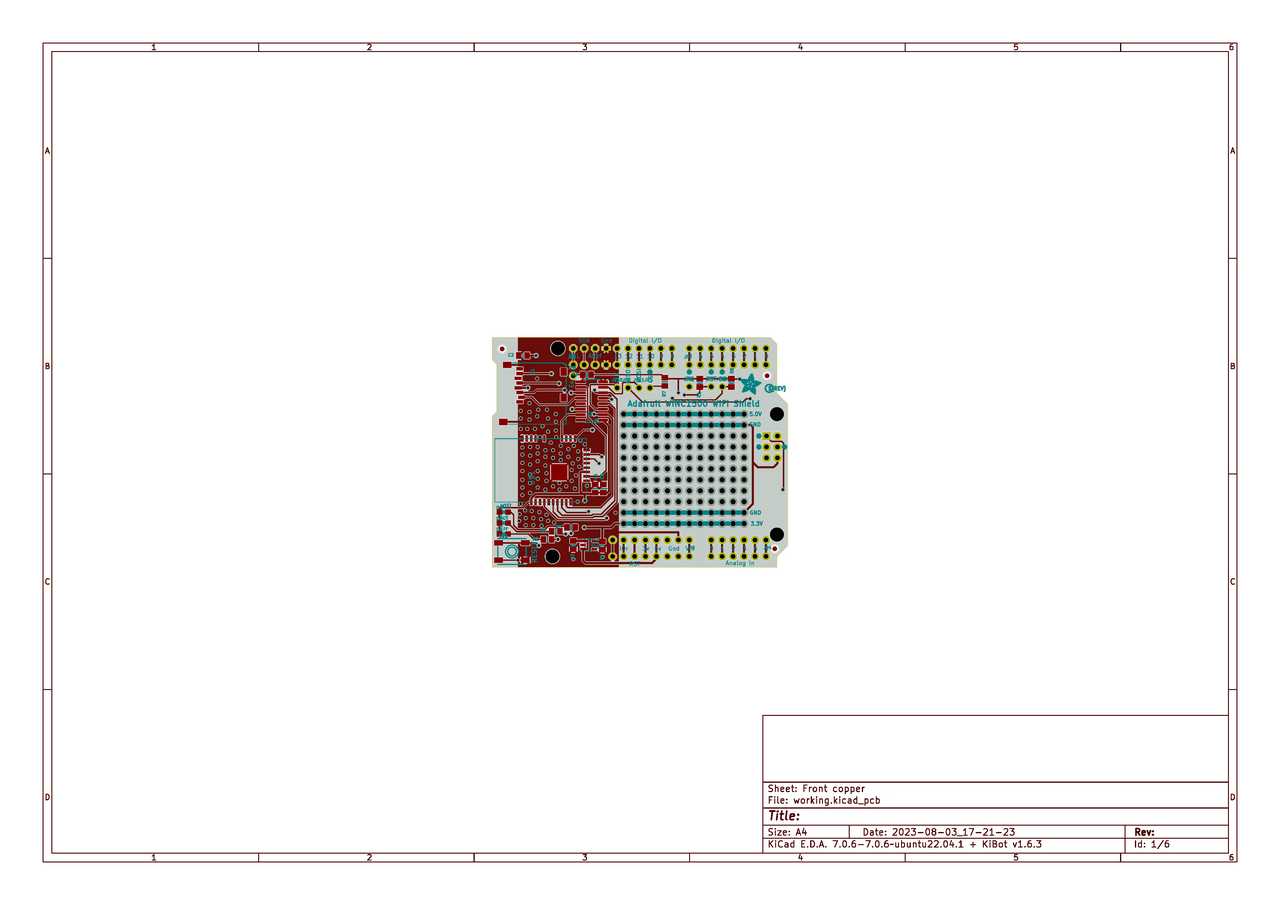 1 2 3 4 5 6
A A
Digital I/O Digital I/O
B B
Adafruit WINC1500 WiFi Shield
5.0V
GND
GND
3.3V
Gnd
Analog In
C C
D D
Sheet: Front copper
File: working.kicad_pcb
Title:
Size: A4 Date: 2023-08-03_17-21-23 Rev:
KiCad E.D.A. 7.0.6-7.0.6~ubuntu22.04.1 + KiBot v1.6.3 Id: 1/6
1 2 3 4 5 6